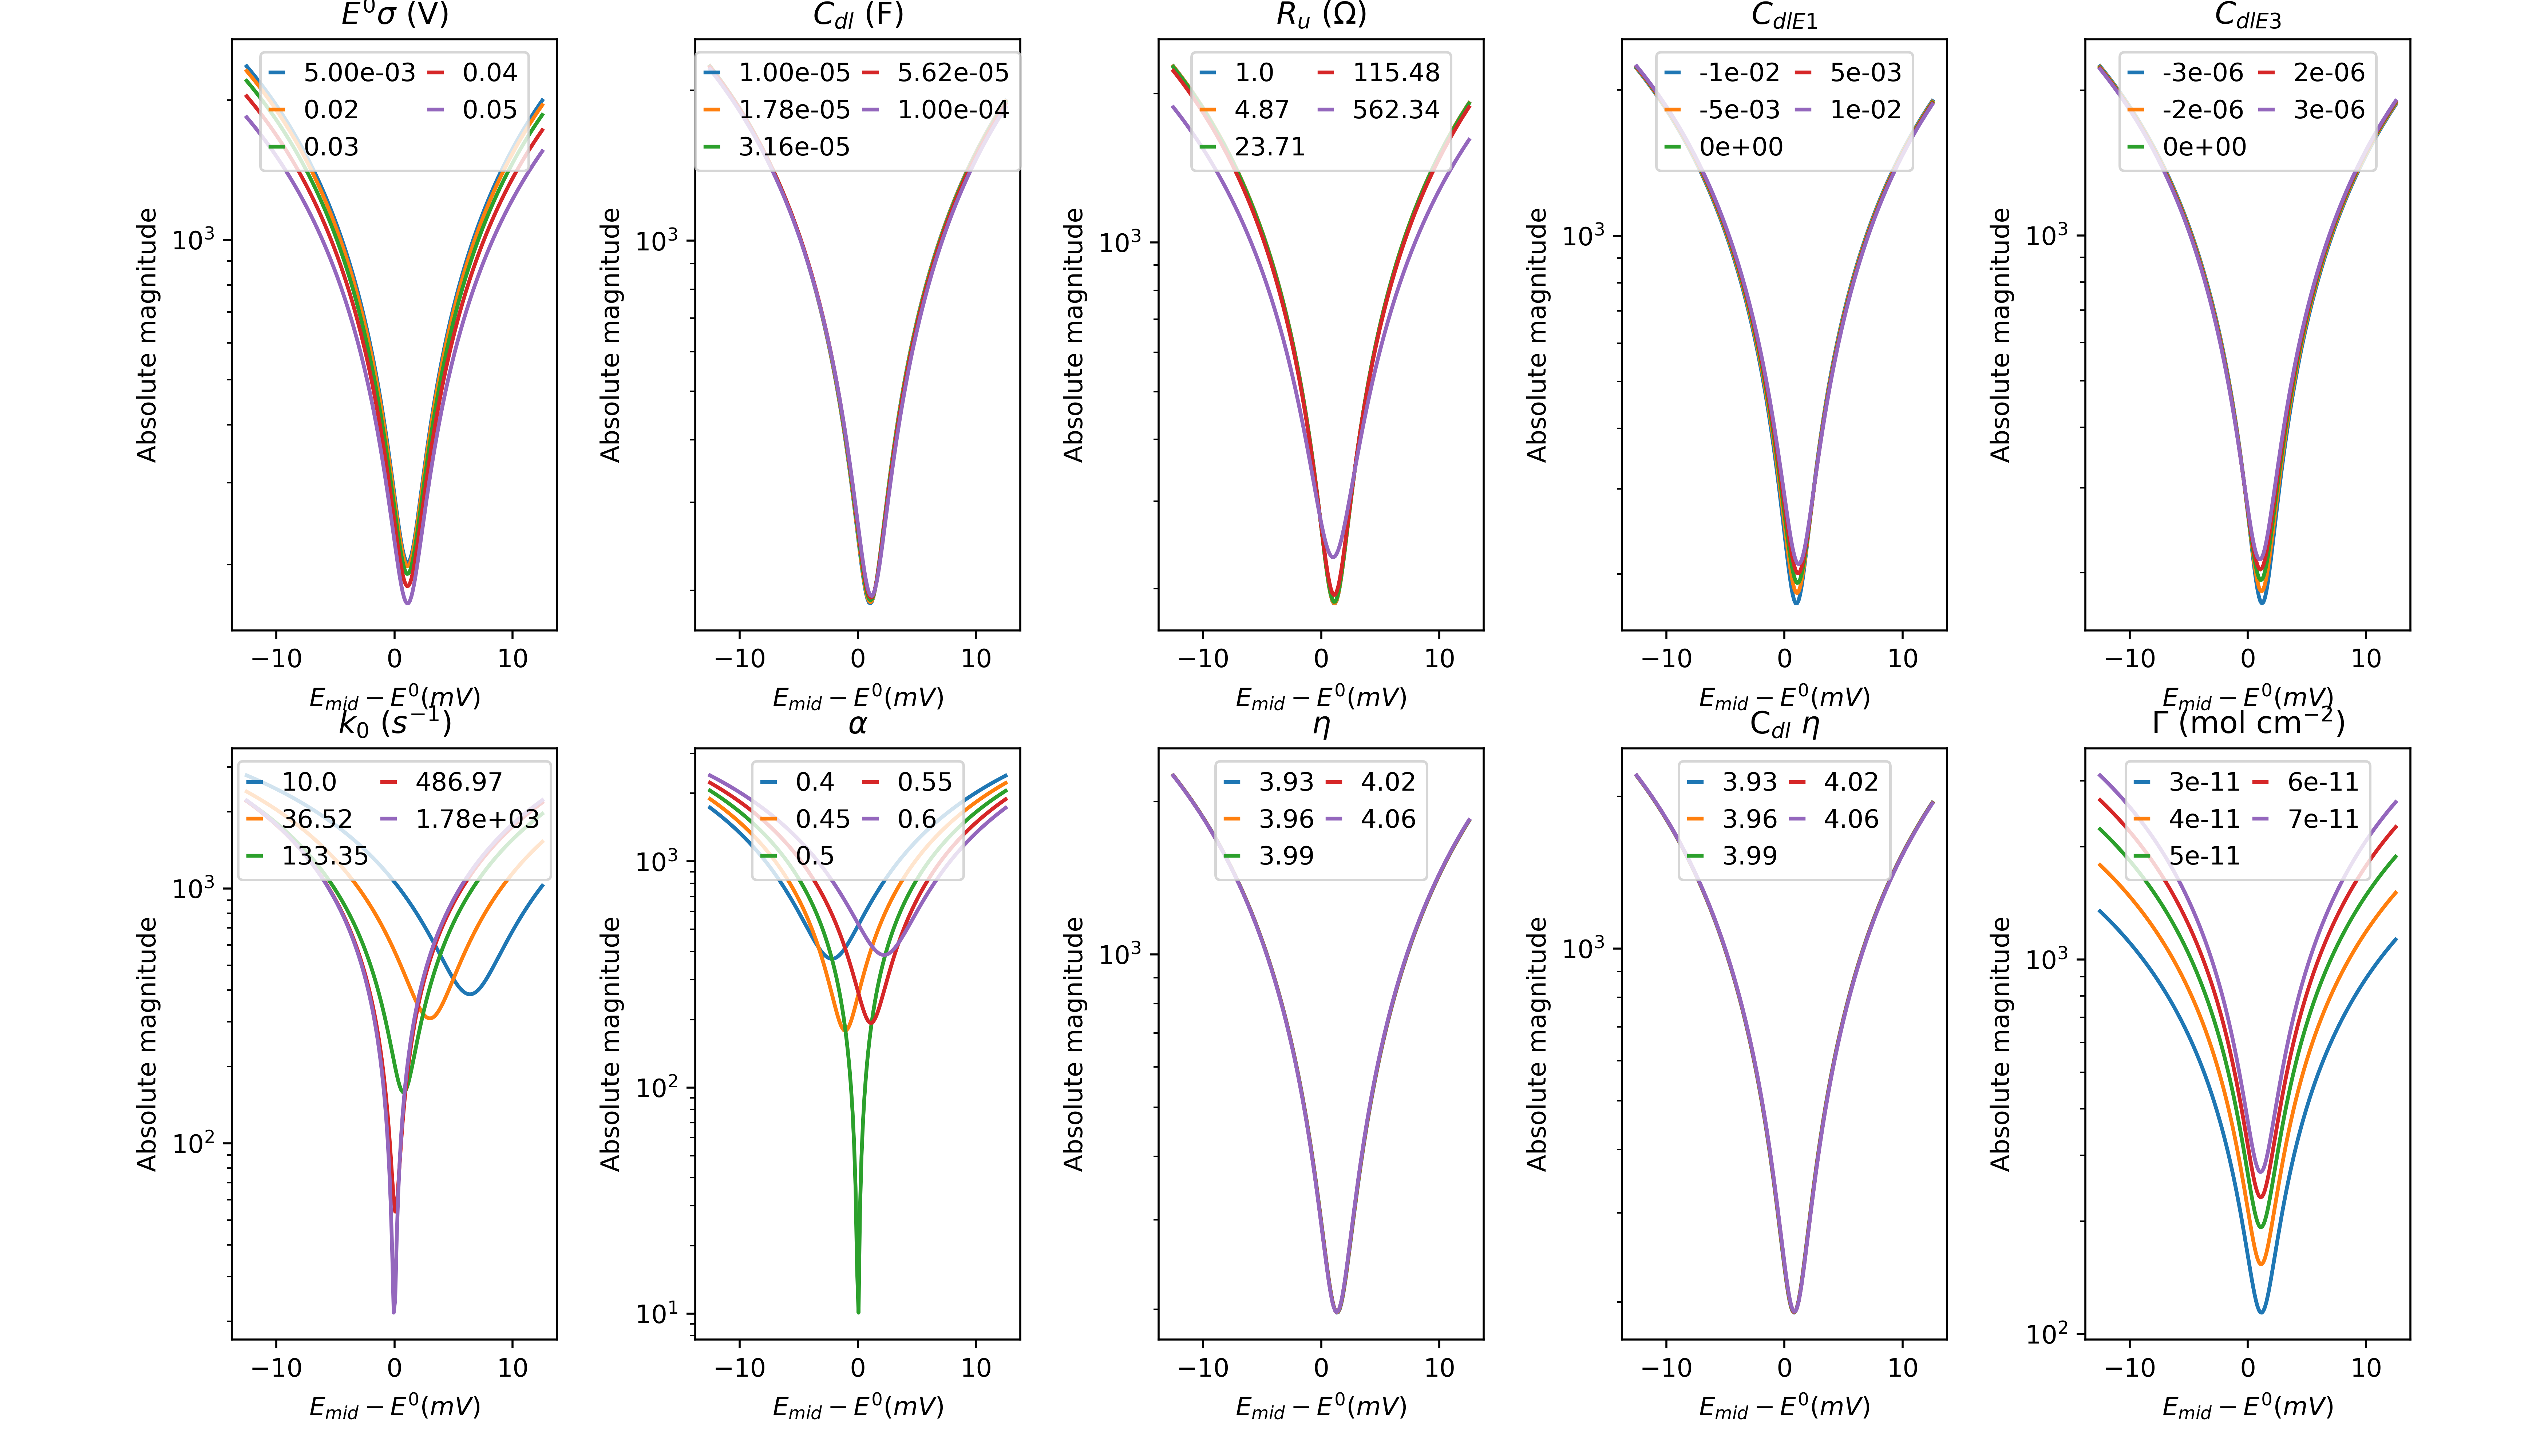 E⁰σ (V)
5.00e-03 0.04
0.02 0.05
0.03
10³
Absolute magnitude
−10 0 10
E_mid − E⁰(mV)
C_dl (F)
1.00e-05 5.62e-05
1.78e-05 1.00e-04
3.16e-05
10³
Absolute magnitude
−10 0 10
E_mid − E⁰(mV)
R_u (Ω)
1.0 115.48
4.87 562.34
23.71
10³
Absolute magnitude
−10 0 10
E_mid − E⁰(mV)
C_dlE1
-1e-02 5e-03
-5e-03 1e-02
0e+00
10³
Absolute magnitude
−10 0 10
E_mid − E⁰(mV)
C_dlE3
-3e-06 2e-06
-2e-06 3e-06
0e+00
10³
Absolute magnitude
−10 0 10
E_mid − E⁰(mV)
k₀ (s⁻¹)
10.0 486.97
36.52 1.78e+03
133.35
10³
10²
Absolute magnitude
−10 0 10
E_mid − E⁰(mV)
α
0.4 0.55
0.45 0.6
0.5
10³
10²
10¹
Absolute magnitude
−10 0 10
E_mid − E⁰(mV)
η
3.93 4.02
3.96 4.06
3.99
10³
Absolute magnitude
−10 0 10
E_mid − E⁰(mV)
C_dl η
3.93 4.02
3.96 4.06
3.99
10³
Absolute magnitude
−10 0 10
E_mid − E⁰(mV)
Γ (mol cm⁻²)
3e-11 6e-11
4e-11 7e-11
5e-11
10³
10²
Absolute magnitude
−10 0 10
E_mid − E⁰(mV)